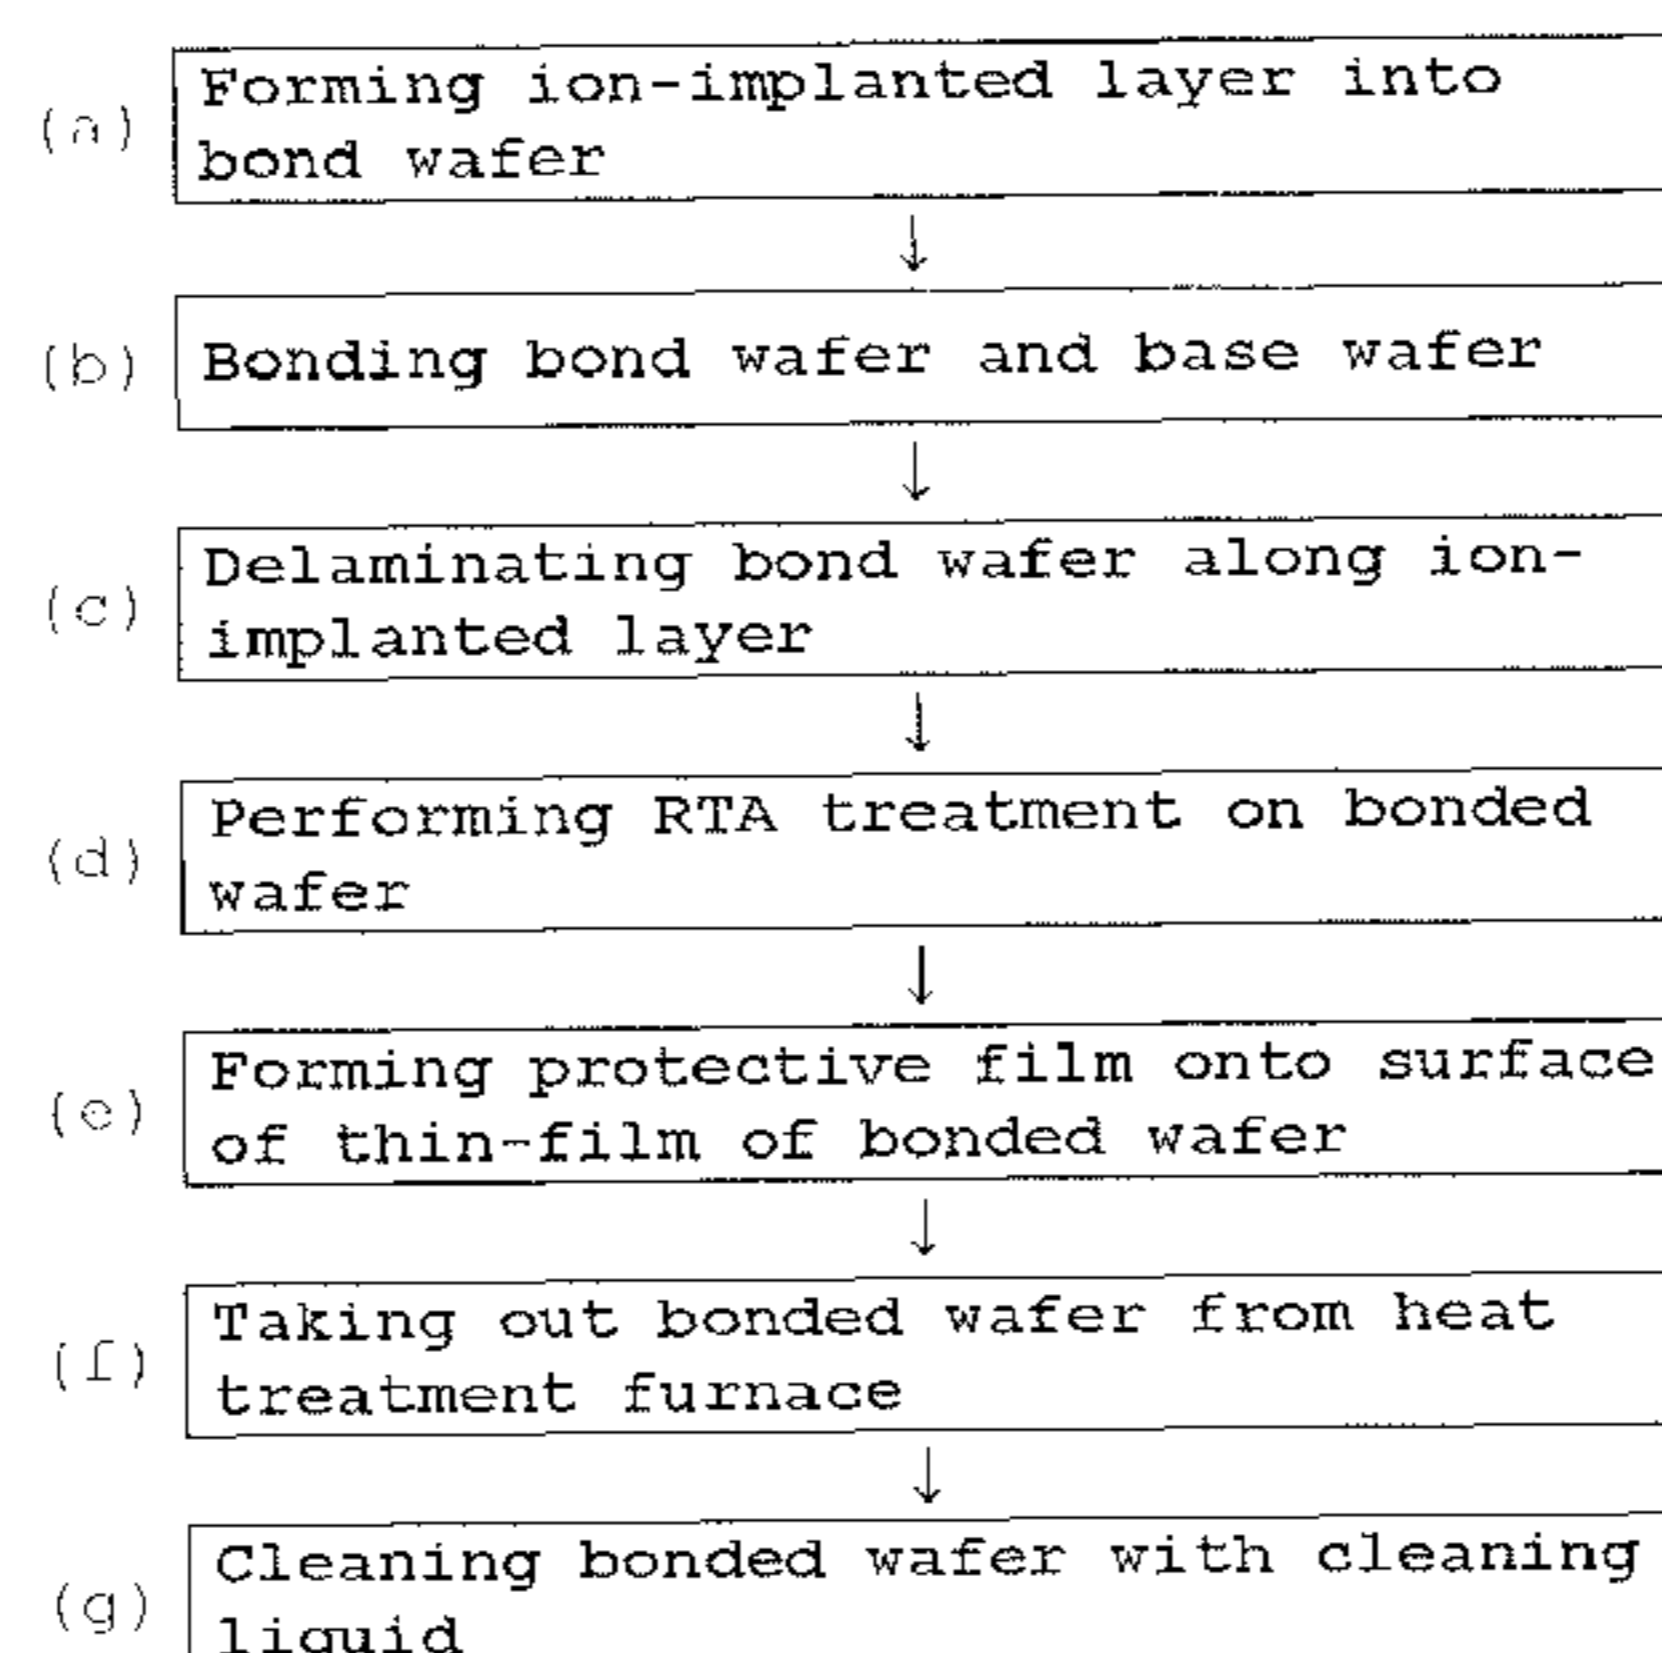 (a) Forming ion-implanted layer into
bond wafer
(b) Bonding bond wafer and base wafer
(c) Delaminating bond wafer along ion-
implanted layer
(d) Performing RTA treatment on bonded
wafer
(e) Forming protective film onto surface
of thin-film of bonded wafer
(f) Taking out bonded wafer from heat
treatment furnace
(g) Cleaning bonded wafer with cleaning
liquid